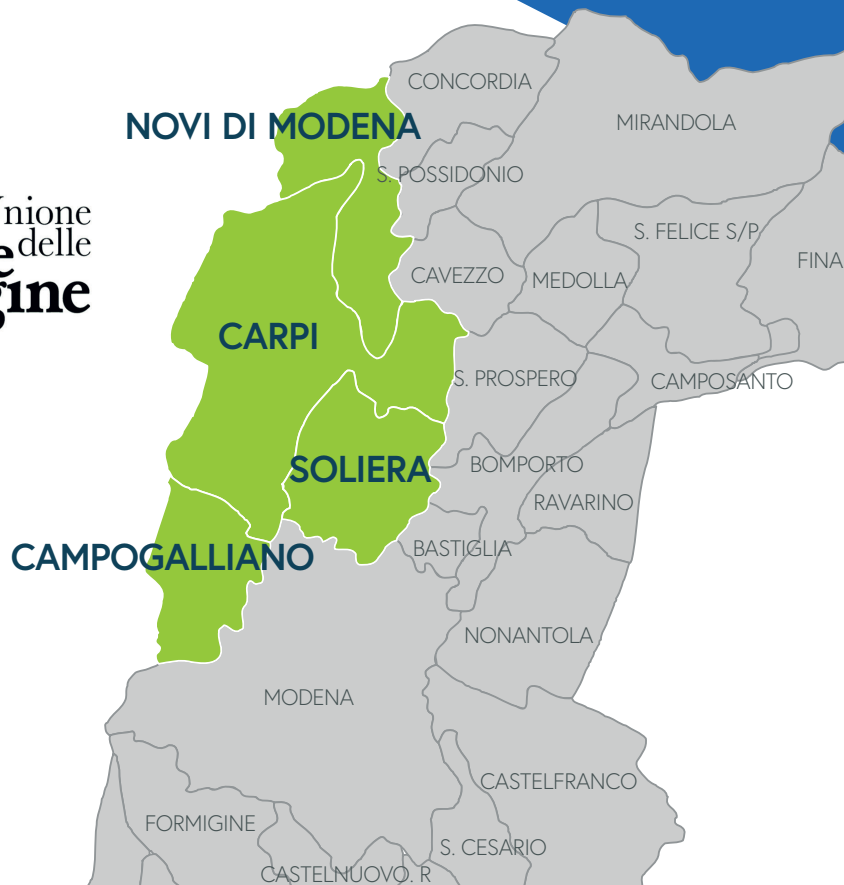 CONCORDIA
MIRANDOLA
NOVI DI MODENA
S. POSSIDONIO
nione
delle
S. FELICE S/P
FINA
CAVEZZO
MEDOLLA
gine
CARPI
S. PROSPERO
CAMPOSANTO
SOLIERA
BOMPORTO
RAVARINO
CAMPOGALLIANO
BASTIGLIA
NONANTOLA
MODENA
CASTELFRANCO
FORMIGINE
S. CESARIO
CASTELNUOVO. R